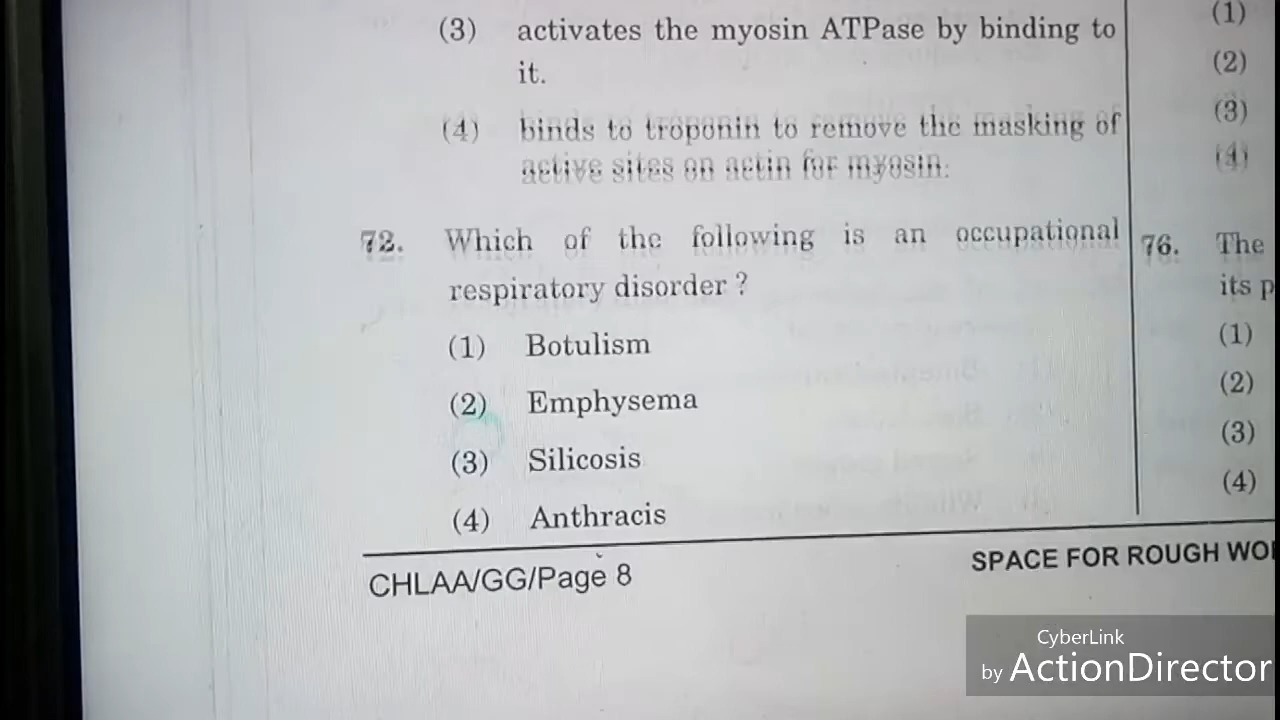 (3) activates the myosin ATPase by binding to
it.
(4) binds to troponin to remove the masking of
active sites on actin for myosin.
72. Which of the following is an occupational
respiratory disorder ?
(1) Botulism
(2) Emphysema
(3) Silicosis
(4) Anthracis
CHLAA/GG/Page 8
(1)
(2)
(3)
(4)
76. The
its p
(1)
(2)
(3)
(4)
SPACE FOR ROUGH WO
CyberLink
by ActionDirector